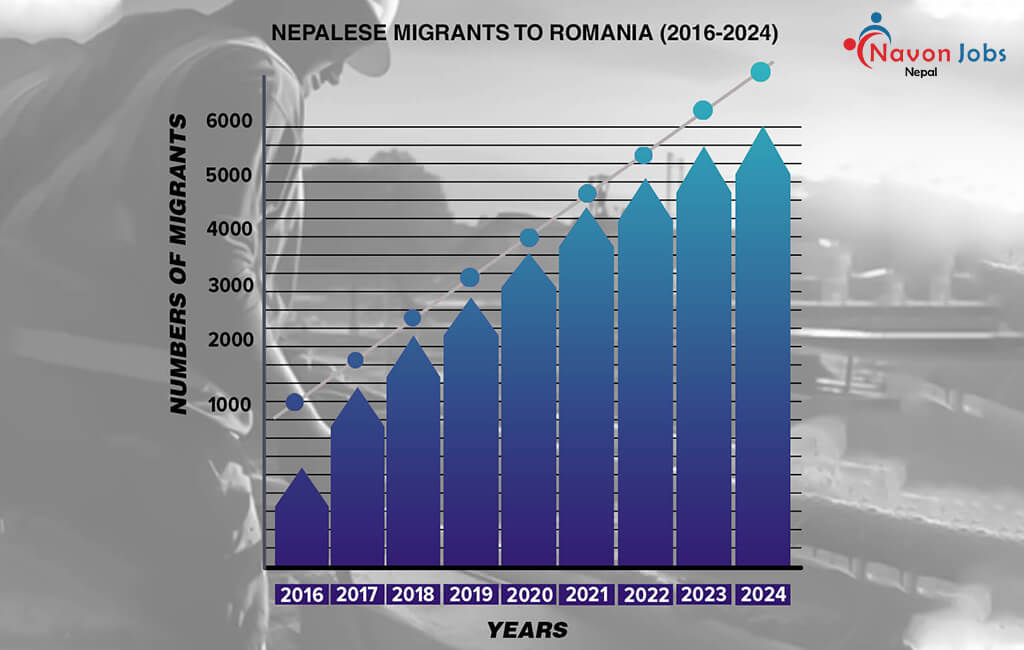 NEPALESE MIGRANTS TO ROMANIA (2016-2024)
Navon Jobs
Nepal
NUMBERS OF MIGRANTS
6000
5000
4000
3000
2000
1000
2016 2017 2018 2019 2020 2021 2022 2023 2024
YEARS